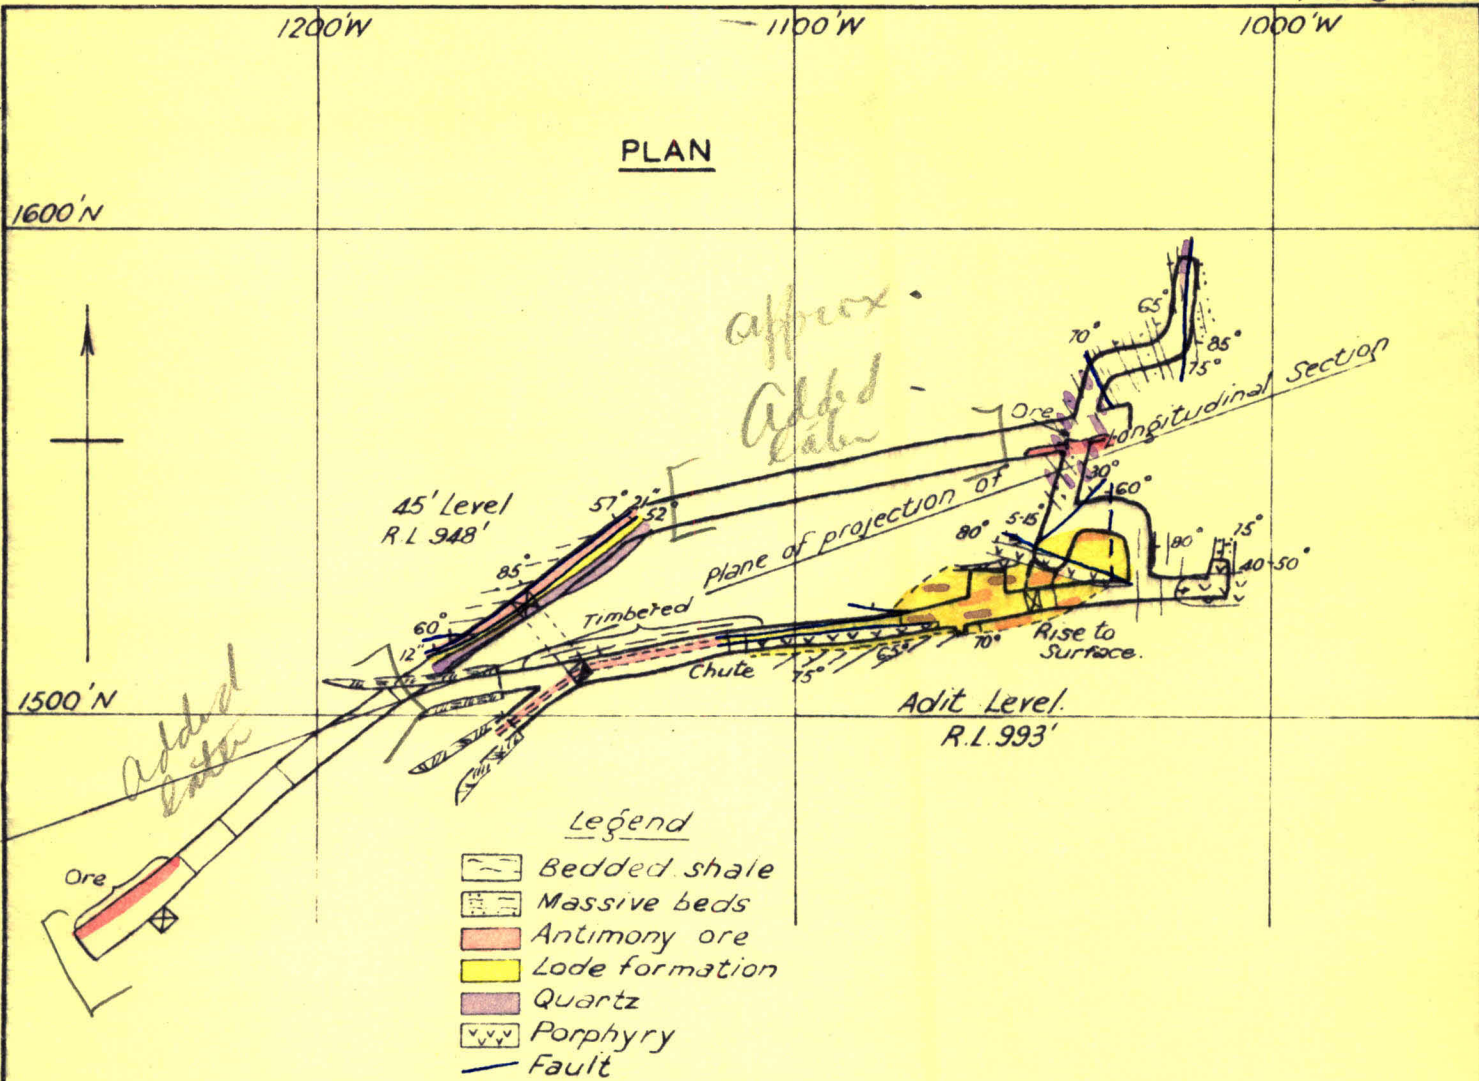 1200'W
1100'W
1000'W
PLAN
1600'N
approx
Added
later
65°
70°
85°
75°
Ore
Longitudinal Section
Plane of projection of
30°
60°
5-15°
80°
80°
75°
40-50°
45' Level
R.L 948'
57° 21"
52°
85°
60°
12"
Timbered
Chute
75°
65°
70°
Rise to
Surface.
1500'N
Adit Level.
R.L. 993'
added
later
Ore
Legend
Bedded shale
Massive beds
Antimony ore
Lode formation
Quartz
Porphyry
Fault